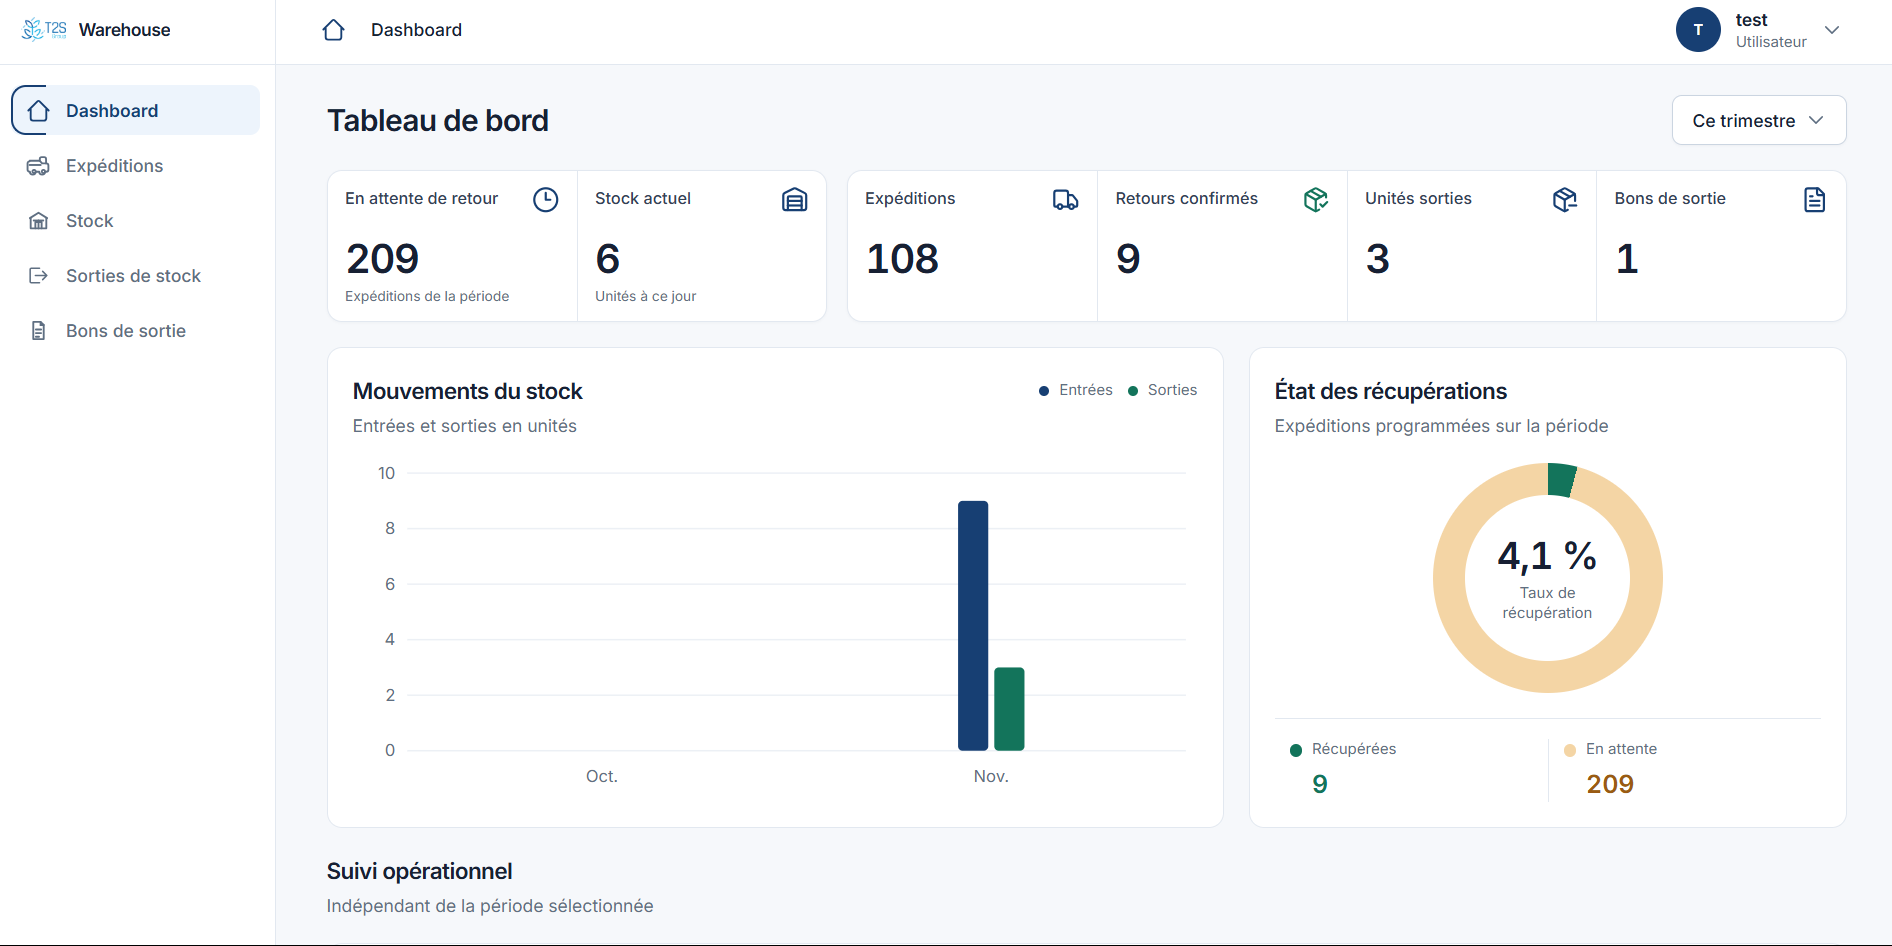 T2S
Group
Warehouse
Dashboard
T
test
Utilisateur
Dashboard
Expéditions
Stock
Sorties de stock
Bons de sortie
Tableau de bord
Ce trimestre
En attente de retour
209
Expéditions de la période
Stock actuel
6
Unités à ce jour
Expéditions
108
Retours confirmés
9
Unités sorties
3
Bons de sortie
1
Mouvements du stock
Entrées et sorties en unités
Entrées
Sorties
10
8
6
4
2
0
Oct.
Nov.
État des récupérations
Expéditions programmées sur la période
4,1 %
Taux de
récupération
Récupérées
9
En attente
209
Suivi opérationnel
Indépendant de la période sélectionnée